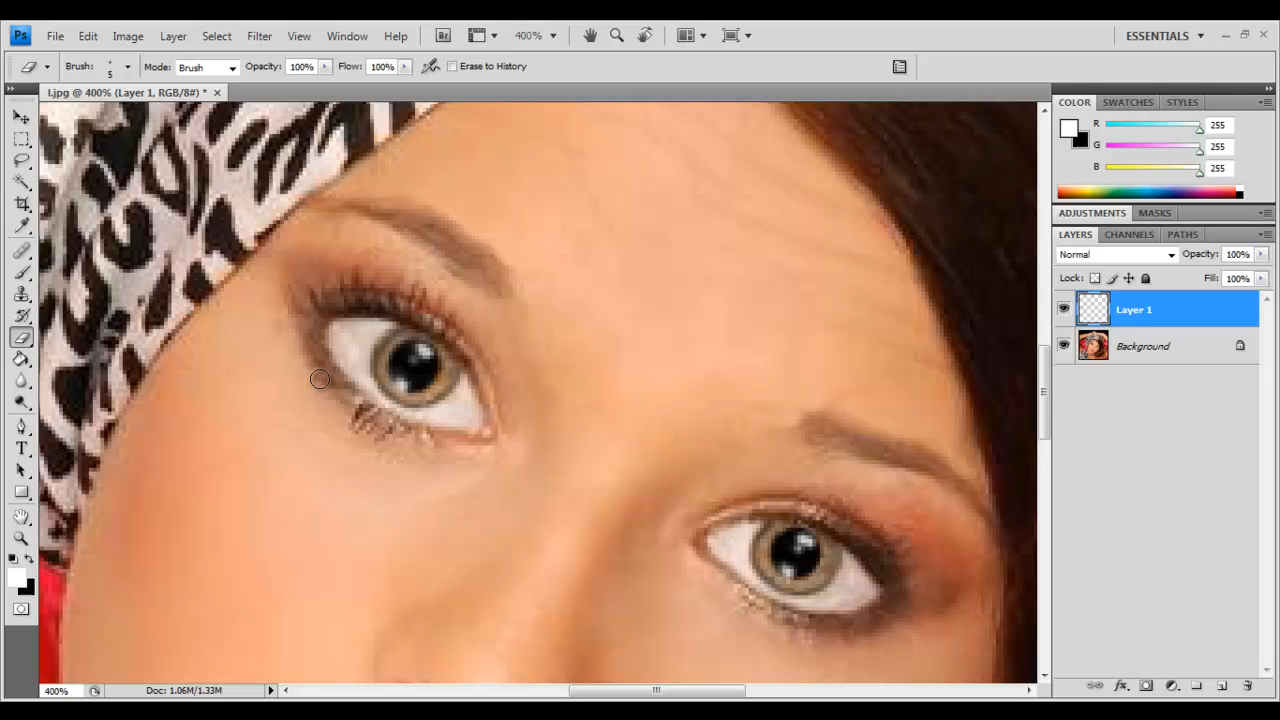 Ps File Edit Image Layer Select Filter View Window Help Br 400% ESSENTIALS
Brush: 5 Mode: Brush Opacity: 100% Flow: 100% Erase to History
l.jpg @ 400% (Layer 1, RGB/8#) *
COLOR SWATCHES STYLES
R 255
G 255
B 255
ADJUSTMENTS MASKS
LAYERS CHANNELS PATHS
Normal Opacity: 100%
Lock: Fill: 100%
Layer 1
Background
T
400% Doc: 1.06M/1.33M
fx